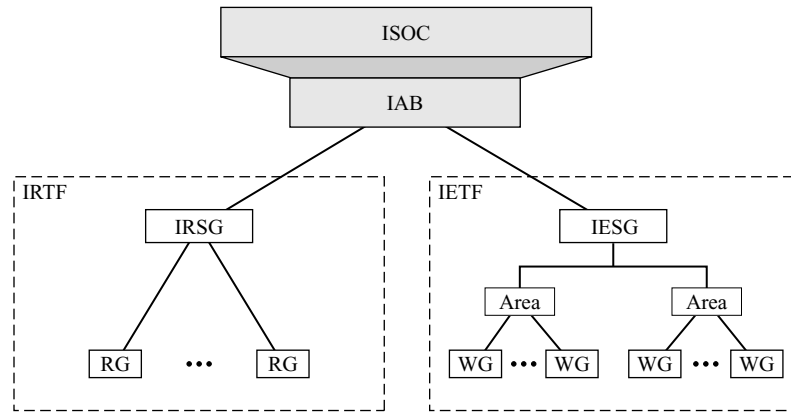 ISOC
IAB
IRTF
IETF
IRSG
IESG
Area
Area
RG ••• RG
WG ••• WG
WG ••• WG